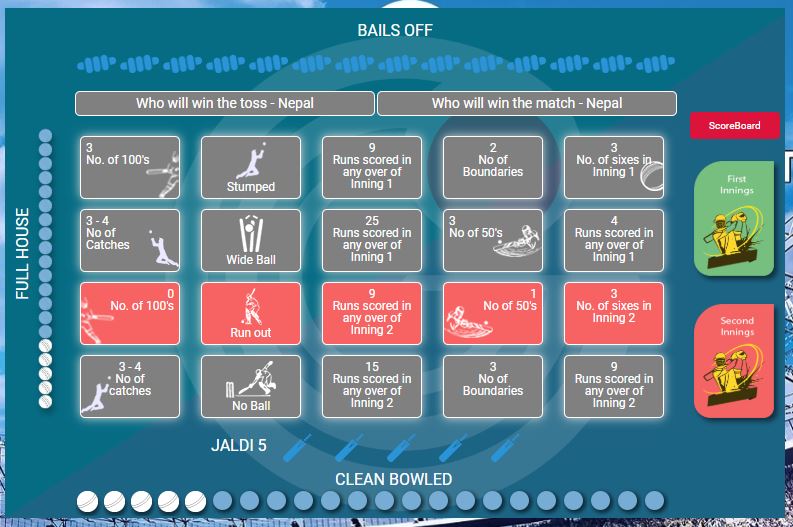 BAILS OFF
Who will win the toss - Nepal
Who will win the match - Nepal
ScoreBoard
3
No. of 100's
Stumped
9
Runs scored in
any over of
Inning 1
2
No of
Boundaries
3
No. of sixes in
Inning 1
First
Innings
FULL HOUSE
3 - 4
No of
Catches
Wide Ball
25
Runs scored in
any over of
Inning 1
3
No of 50's
4
Runs scored in
any over of
Inning 1
0
No. of 100's
Run out
9
Runs scored in
any over of
Inning 2
1
No of 50's
3
No. of sixes in
Inning 2
Second
Innings
3 - 4
No of
catches
No Ball
15
Runs scored in
any over of
Inning 2
3
No of
Boundaries
9
Runs scored in
any over of
Inning 2
JALDI 5
CLEAN BOWLED